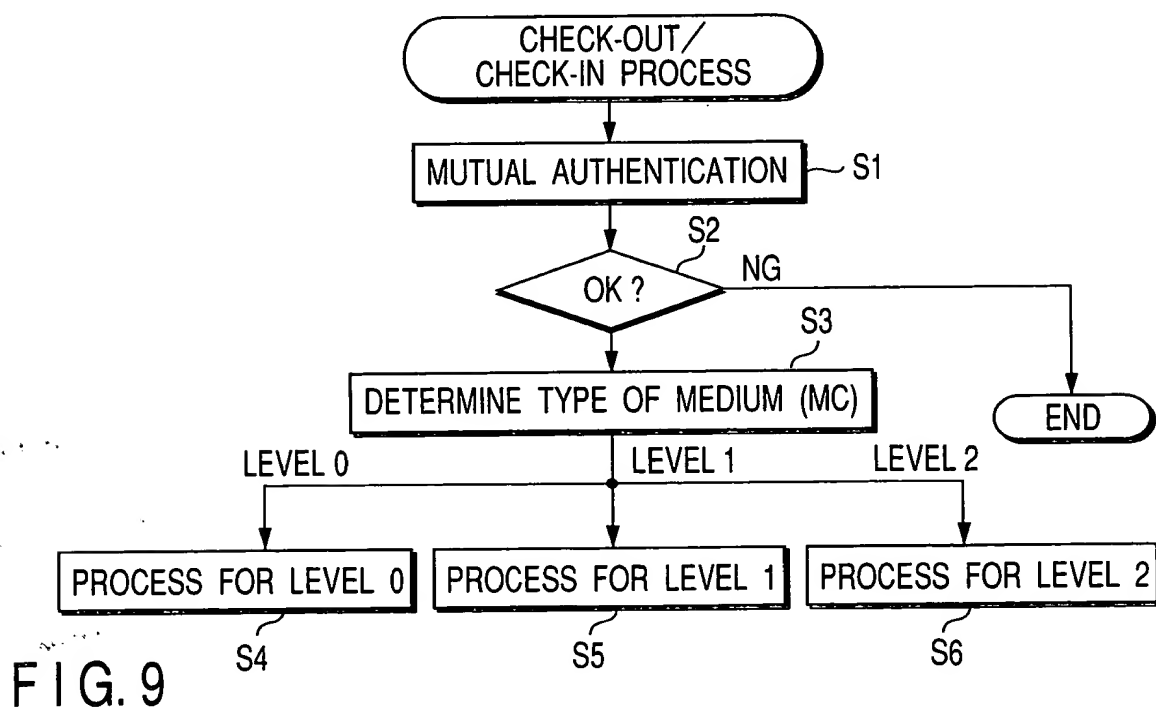 CHECK-OUT/
CHECK-IN PROCESS
MUTUAL AUTHENTICATION
S1
S2
OK ?
NG
S3
DETERMINE TYPE OF MEDIUM (MC)
END
LEVEL 0
LEVEL 1
LEVEL 2
PROCESS FOR LEVEL 0
PROCESS FOR LEVEL 1
PROCESS FOR LEVEL 2
S4
S5
S6
FIG. 9